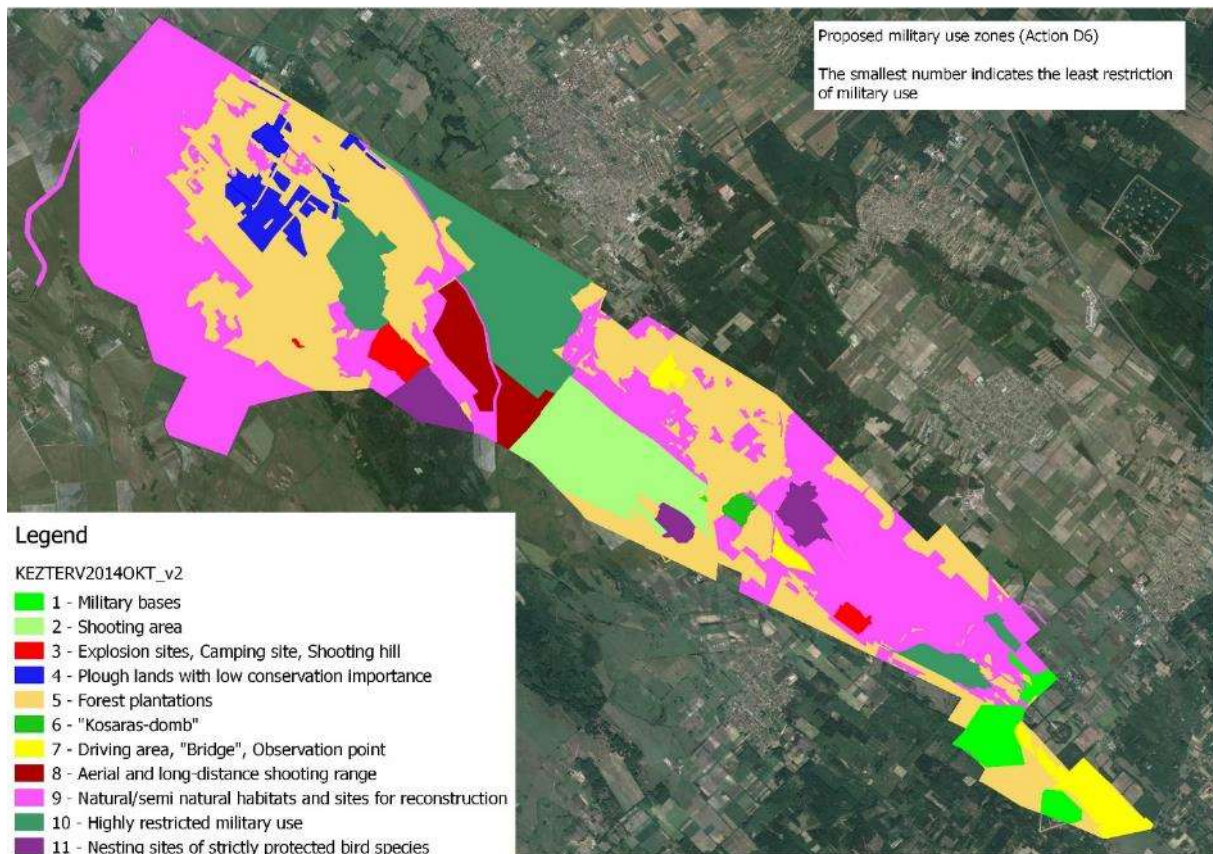 Proposed military use zones (Action D6)
The smallest number indicates the least restriction
of military use
Legend
KEZTERV2014OKT_v2
1 - Military bases
2 - Shooting area
3 - Explosion sites, Camping site, Shooting hill
4 - Plough lands with low conservation importance
5 - Forest plantations
6 - "Kosaras-domb"
7 - Driving area, "Bridge", Observation point
8 - Aerial and long-distance shooting range
9 - Natural/semi natural habitats and sites for reconstruction
10 - Highly restricted military use
11 - Nesting sites of strictly protected bird species